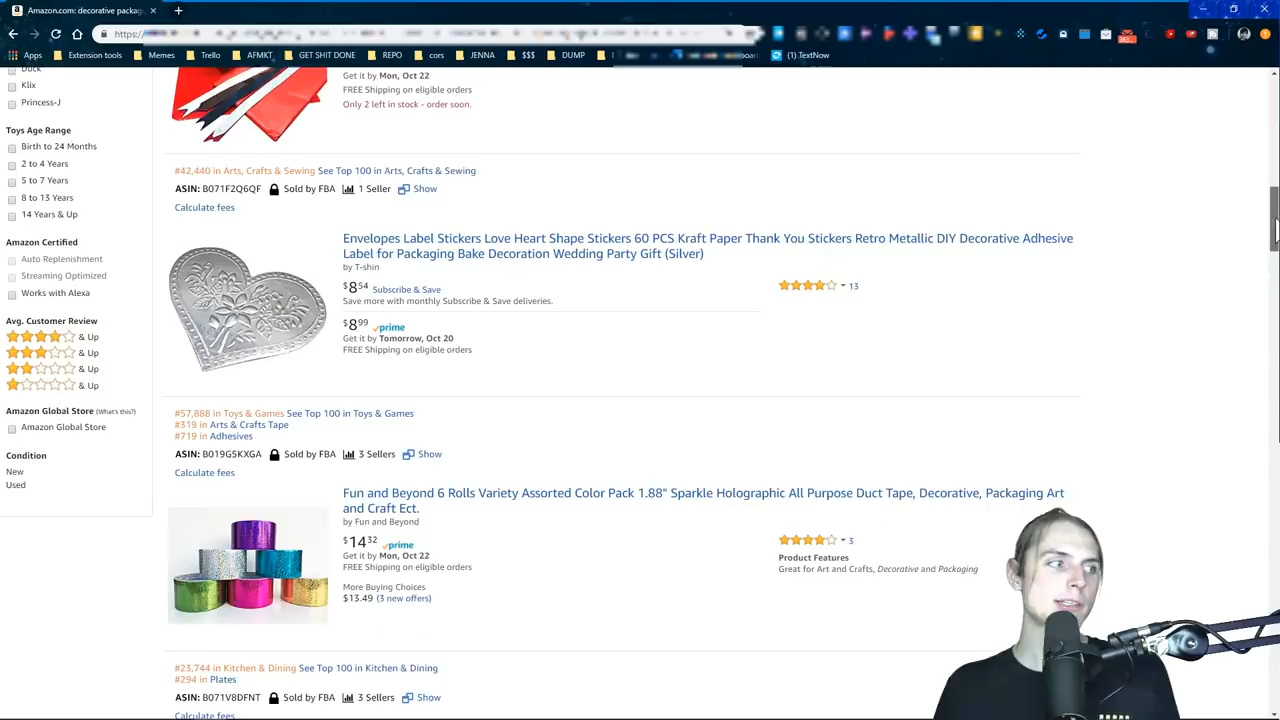 Amazon.com: decorative packag
https://
Apps
Extension tools
Memes
Trello
AFMKT
GET SHIT DONE
REPO
cors
JENNA
$$$
DUMP
(1) TextNow
Duck
Klix
Princess-J
Toys Age Range
Birth to 24 Months
2 to 4 Years
5 to 7 Years
8 to 13 Years
14 Years & Up
Amazon Certified
Auto Replenishment
Streaming Optimized
Works with Alexa
Avg. Customer Review
& Up
& Up
& Up
& Up
Amazon Global Store (What's this?)
Amazon Global Store
Condition
New
Used
Get it by Mon, Oct 22
FREE Shipping on eligible orders
Only 2 left in stock - order soon.
#42,440 in Arts, Crafts & Sewing See Top 100 in Arts, Crafts & Sewing
ASIN: B071F2Q6QF Sold by FBA 1 Seller Show
Calculate fees
Envelopes Label Stickers Love Heart Shape Stickers 60 PCS Kraft Paper Thank You Stickers Retro Metallic DIY Decorative Adhesive
Label for Packaging Bake Decoration Wedding Party Gift (Silver)
by T-shin
$8 54 Subscribe & Save
13
Save more with monthly Subscribe & Save deliveries.
$8 99 prime
Get it by Tomorrow, Oct 20
FREE Shipping on eligible orders
#57,888 in Toys & Games See Top 100 in Toys & Games
#319 in Arts & Crafts Tape
#719 in Adhesives
ASIN: B019G5KXGA Sold by FBA 3 Sellers Show
Calculate fees
Fun and Beyond 6 Rolls Variety Assorted Color Pack 1.88" Sparkle Holographic All Purpose Duct Tape, Decorative, Packaging Art
and Craft Ect.
by Fun and Beyond
$14 32 prime
3
Get it by Mon, Oct 22
FREE Shipping on eligible orders
Product Features
Great for Art and Crafts, Decorative and Packaging
More Buying Choices
$13.49 (3 new offers)
#23,744 in Kitchen & Dining See Top 100 in Kitchen & Dining
#294 in Plates
ASIN: B071V8DFNT Sold by FBA 3 Sellers Show
Calculate fees